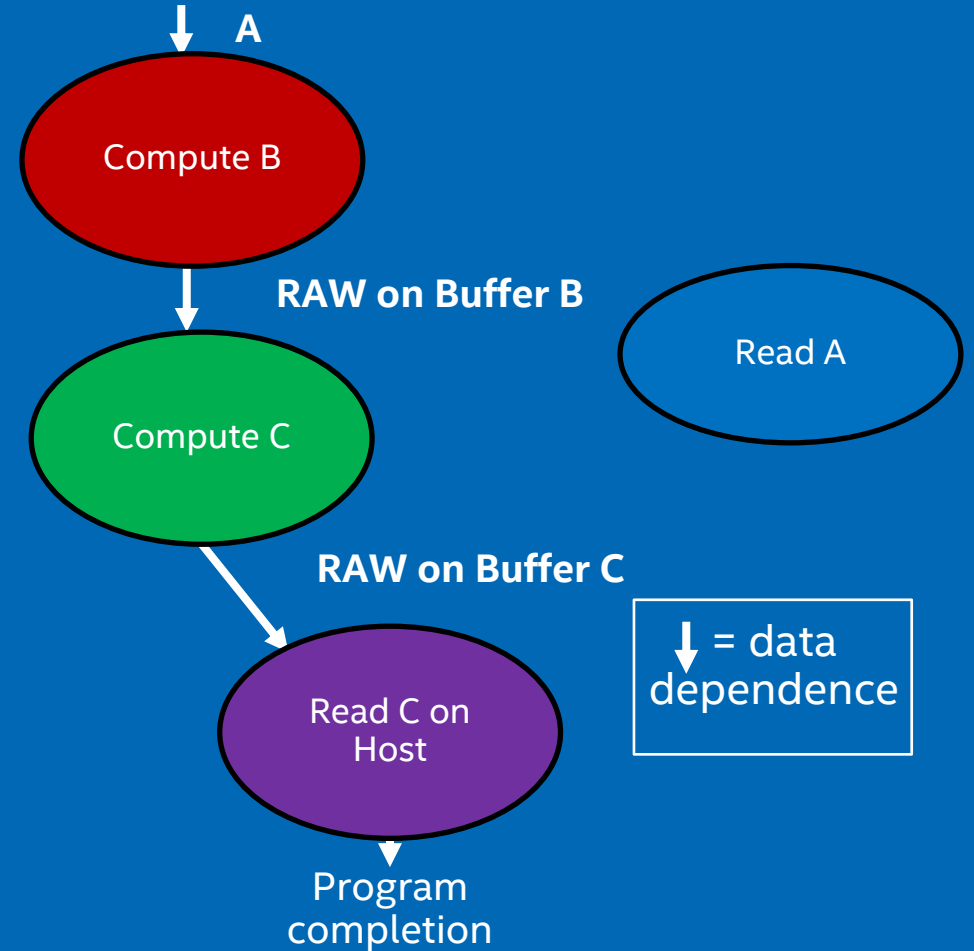 A
Compute B
RAW on Buffer B
Read A
Compute C
RAW on Buffer C
= data
dependence
Read C on
Host
Program
completion